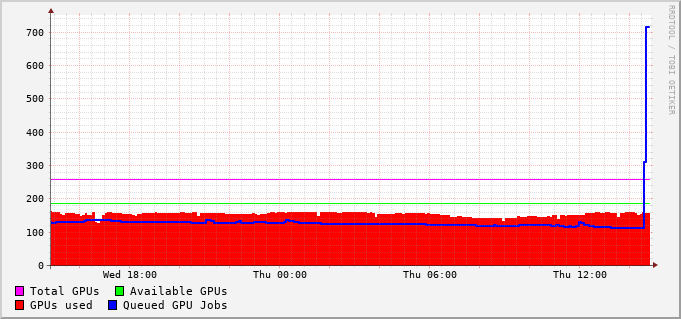 700
600
500
400
300
200
100
0
Wed 18:00 Thu 00:00 Thu 06:00 Thu 12:00
Total GPUs Available GPUs
GPUs used Queued GPU Jobs
RRDTOOL / TOBI OETIKER